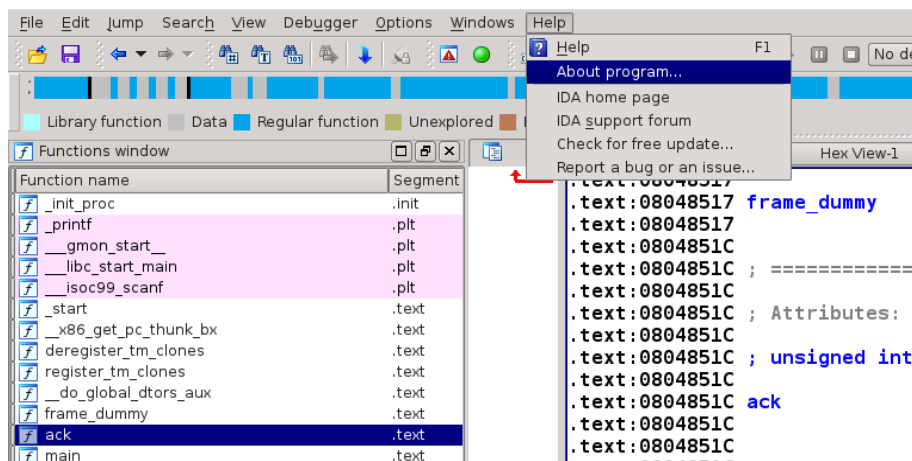 File Edit Jump Search View Debugger Options Windows Help
Help F1
No de
About program...
IDA home page
IDA support forum
Check for free update...
Report a bug or an issue...
Library function Data Regular function Unexplored
Functions window
Hex View-1
Function name Segment
_init_proc .init
_printf .plt
___gmon_start__ .plt
___libc_start_main .plt
___isoc99_scanf .plt
_start .text
__x86_get_pc_thunk_bx .text
deregister_tm_clones .text
register_tm_clones .text
__do_global_dtors_aux .text
frame_dummy .text
ack .text
main .text
.text:08048517
.text:08048517 frame_dummy
.text:08048517
.text:0804851C
.text:0804851C ; =============
.text:0804851C
.text:0804851C ; Attributes:
.text:0804851C
.text:0804851C ; unsigned int
.text:0804851C
.text:0804851C ack
.text:0804851C
.text:0804851C